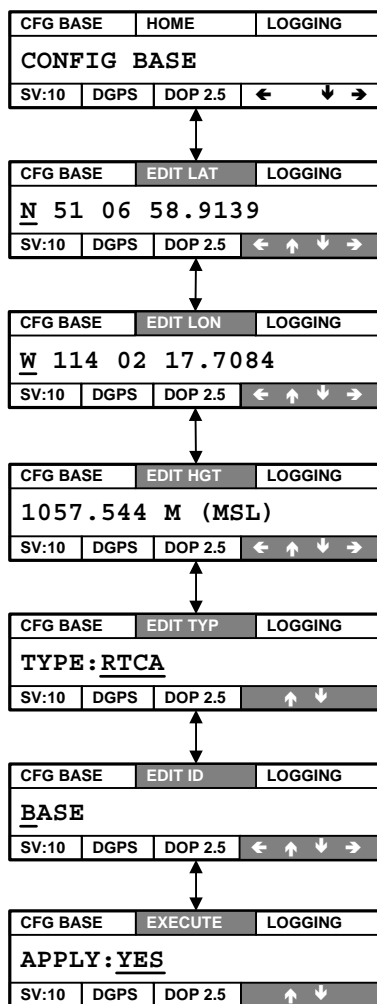 CFG BASE HOME LOGGING
CONFIG BASE
SV:10 DGPS DOP 2.5 ← ↓ →
CFG BASE EDIT LAT LOGGING
N 51 06 58.9139
SV:10 DGPS DOP 2.5 ← ↑ ↓ →
CFG BASE EDIT LON LOGGING
W 114 02 17.7084
SV:10 DGPS DOP 2.5 ← ↑ ↓ →
CFG BASE EDIT HGT LOGGING
1057.544 M (MSL)
SV:10 DGPS DOP 2.5 ← ↑ ↓ →
CFG BASE EDIT TYP LOGGING
TYPE:RTCA
SV:10 DGPS DOP 2.5 ↑ ↓
CFG BASE EDIT ID LOGGING
BASE
SV:10 DGPS DOP 2.5 ← ↑ ↓ →
CFG BASE EXECUTE LOGGING
APPLY:YES
SV:10 DGPS DOP 2.5 ↑ ↓